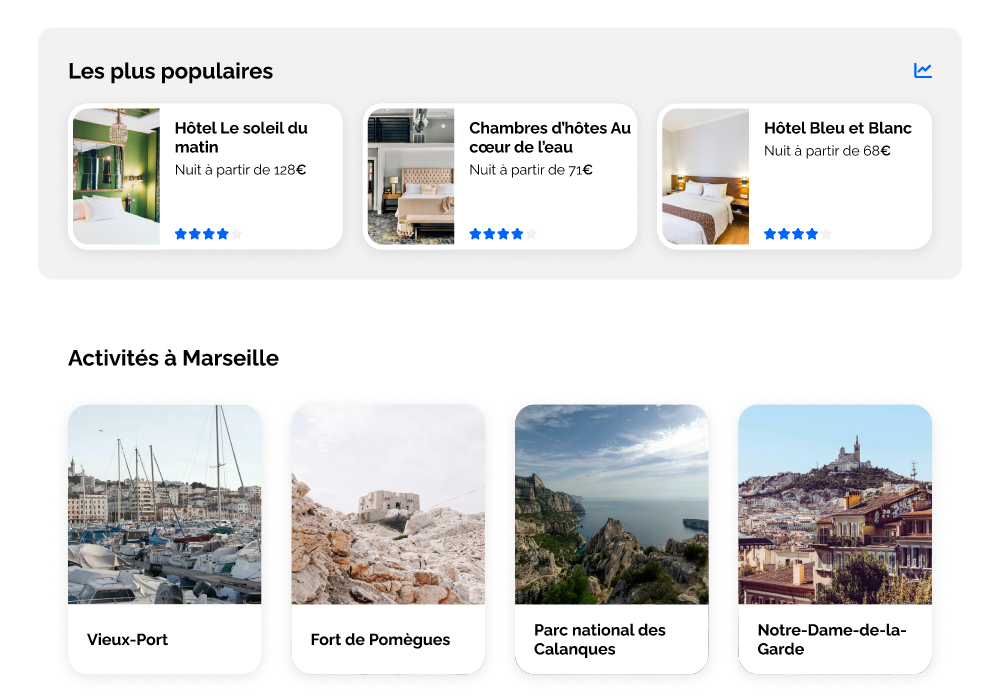 Les plus populaires
Hôtel Le soleil du
matin
Nuit à partir de 128€
Chambres d'hôtes Au
cœur de l'eau
Nuit à partir de 71€
Hôtel Bleu et Blanc
Nuit à partir de 68€
Activités à Marseille
Vieux-Port
Fort de Pomègues
Parc national des
Calanques
Notre-Dame-de-la-
Garde